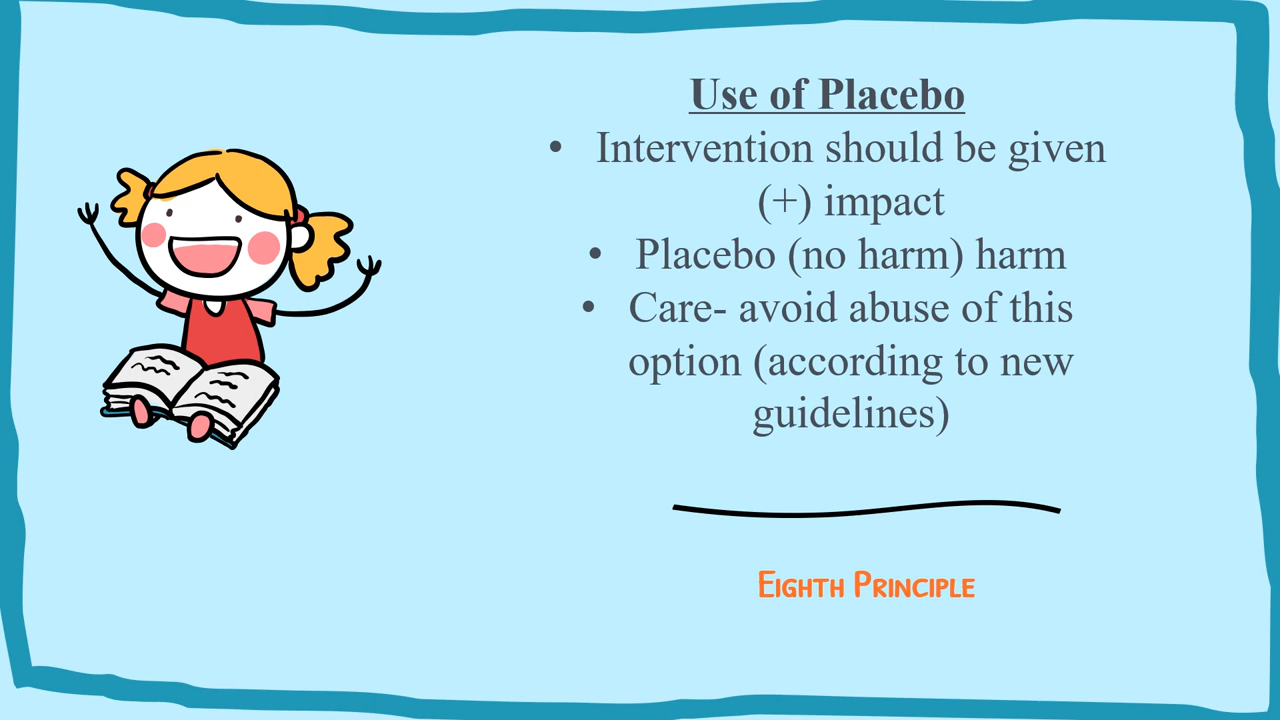 Use of Placebo
• Intervention should be given
(+) impact
• Placebo (no harm) harm
• Care- avoid abuse of this
option (according to new
guidelines)
Eighth Principle